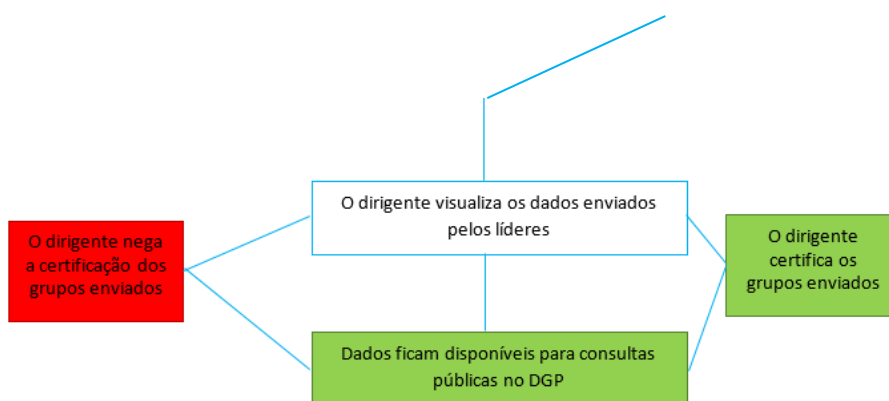 O dirigente visualiza os dados enviados
pelos líderes
O dirigente nega
a certificação dos
grupos enviados
O dirigente
certifica os
grupos enviados
Dados ficam disponíveis para consultas
públicas no DGP